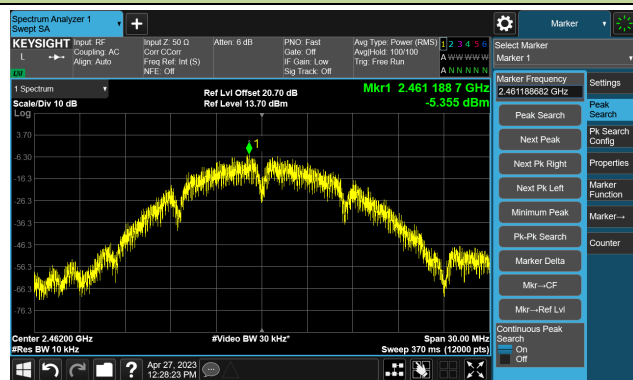 Spectrum Analyzer 1
Swept SA
Marker
KEYSIGHT
L
LXI
Input: RF
Coupling: AC
Align: Auto
Input Z: 50 Ω
Corr CCorr
Freq Ref: Int (S)
NFE: Off
Atten: 6 dB
PNO: Fast
Gate: Off
IF Gain: Low
Sig Track: Off
Avg Type: Power (RMS)
Avg|Hold: 100/100
Trig: Free Run
1 2 3 4 5 6
A W W W W W
A N N N N N
Select Marker
Marker 1
1 Spectrum
Scale/Div 10 dB
Log
Ref Lvl Offset 20.70 dB
Ref Level 13.70 dBm
Mkr1 2.461 188 7 GHz
-5.355 dBm
1
3.70
-6.30
-16.3
-26.3
-36.3
-46.3
-56.3
-66.3
-76.3
Center 2.46200 GHz
#Res BW 10 kHz
#Video BW 30 kHz*
Span 30.00 MHz
Sweep 370 ms (12000 pts)
Marker Frequency
2.461188682 GHz
Peak Search
Next Peak
Next Pk Right
Next Pk Left
Minimum Peak
Pk-Pk Search
Marker Delta
Mkr→CF
Mkr→Ref Lvl
Continuous Peak
Search
On
Off
Settings
Peak
Search
Pk Search
Config
Properties
Marker
Function
Marker→
Counter
?
Apr 27, 2023
12:28:23 PM